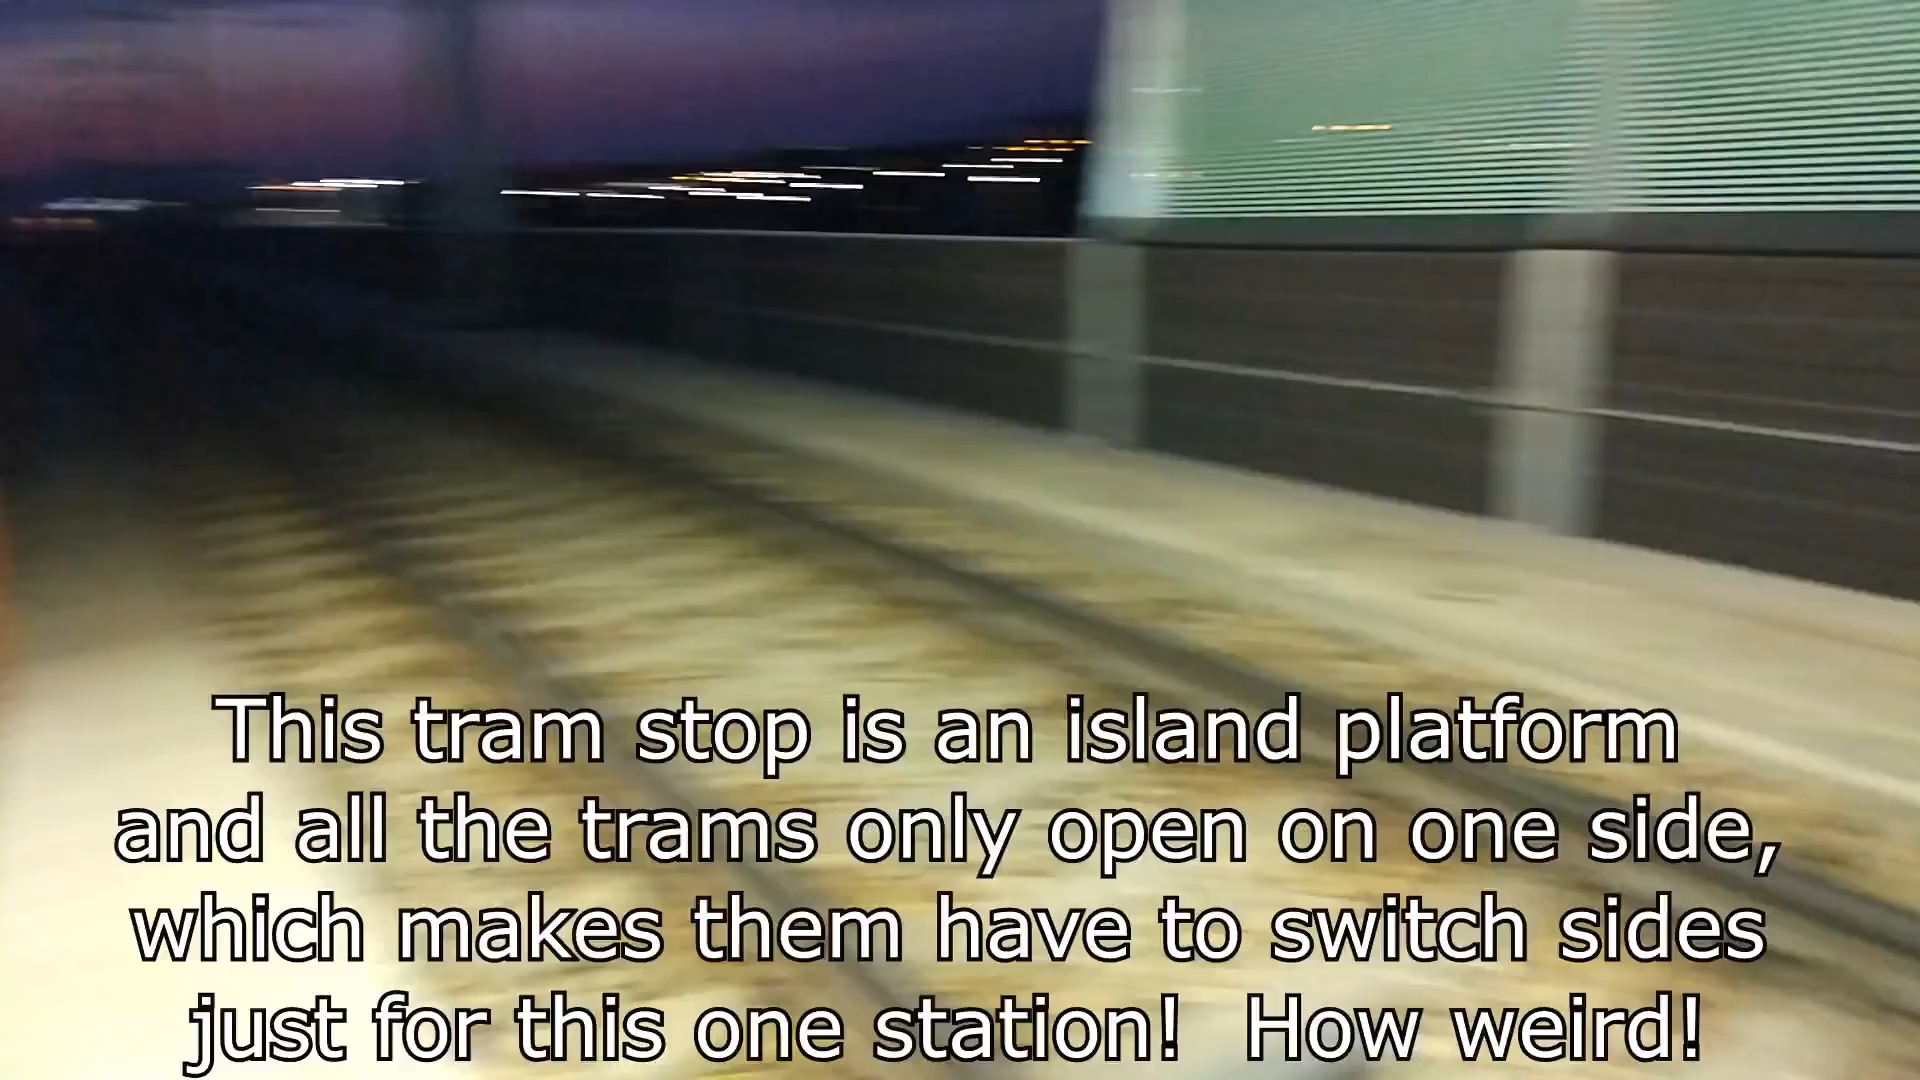 This tram stop is an island platform
and all the trams only open on one side,
which makes them have to switch sides
just for this one station!  How weird!